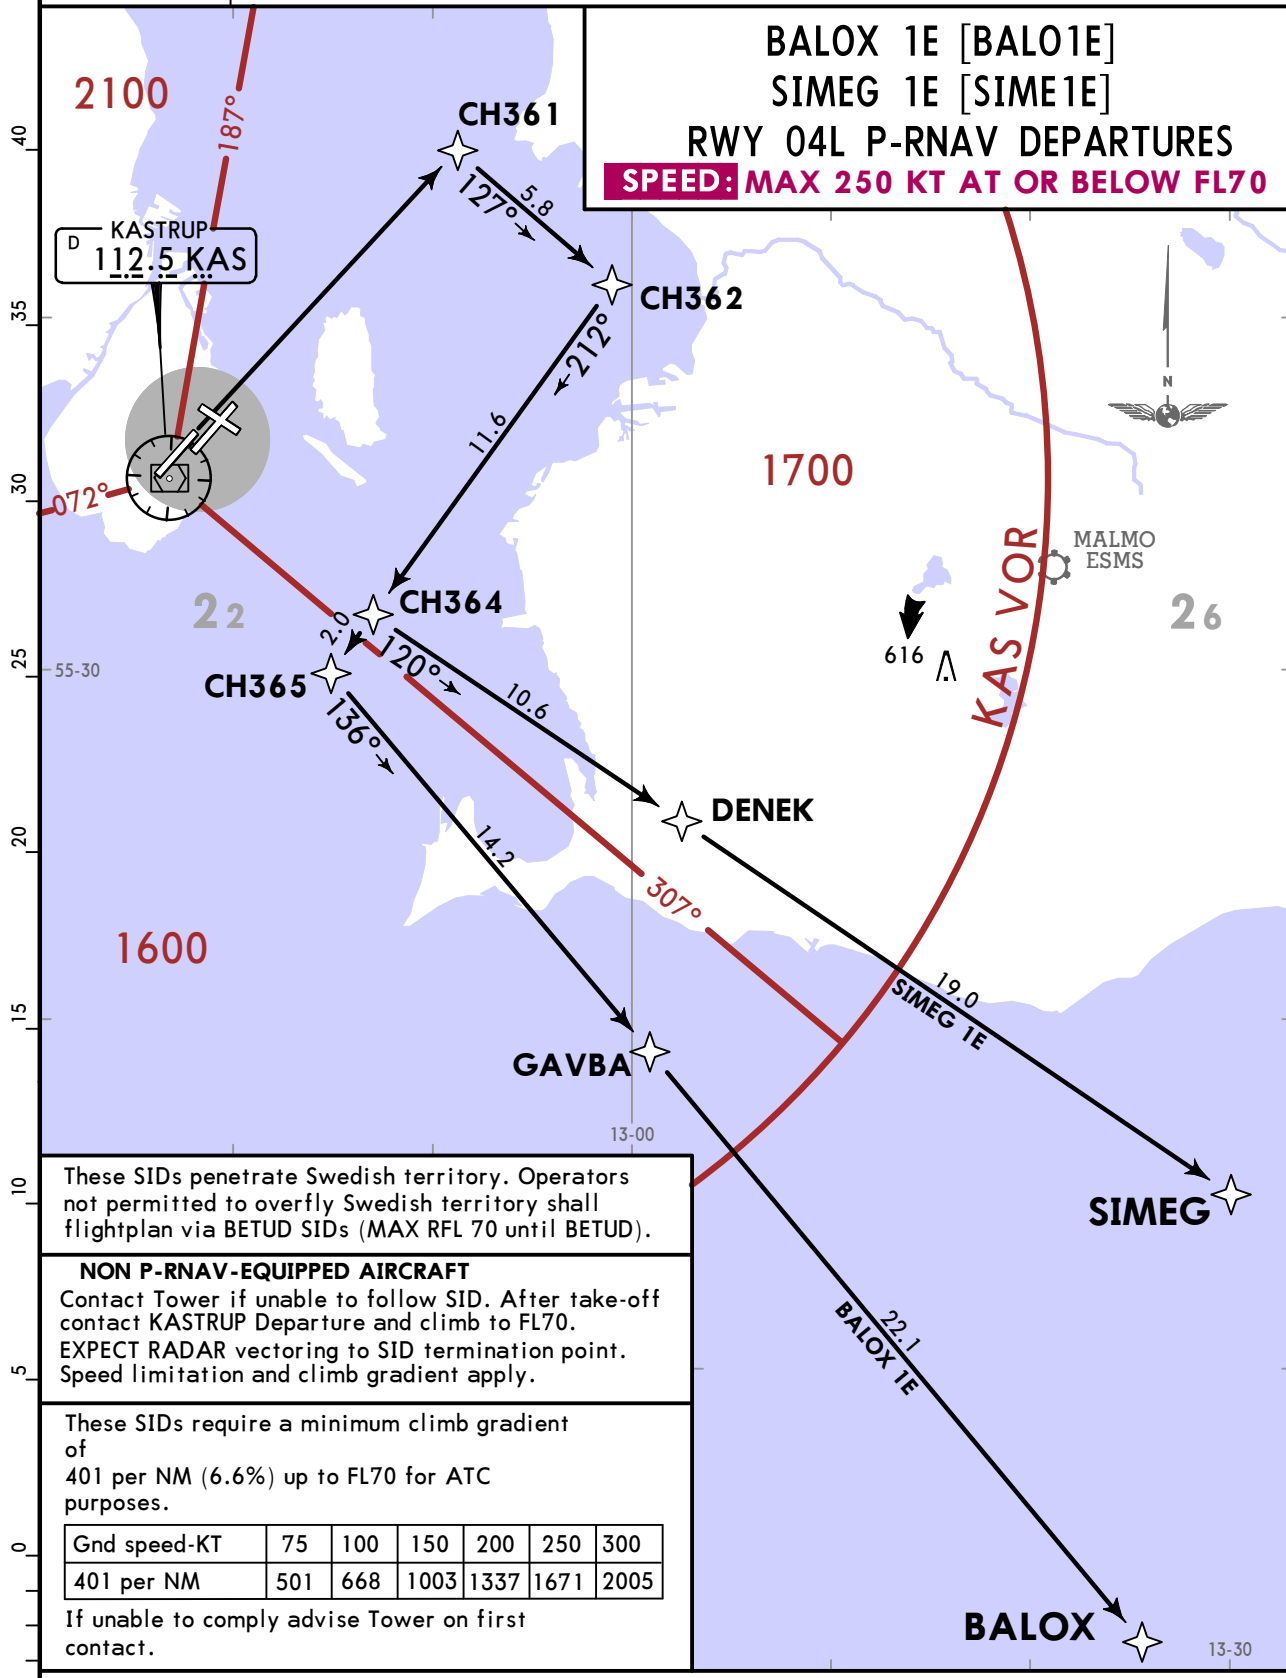 BALOX 1E [BALO1E]
SIMEG 1E [SIME1E]
RWY 04L P-RNAV DEPARTURES
SPEED: MAX 250 KT AT OR BELOW FL70
2100
187°
CH361
5.8
127°
40
D KASTRUP
112.5 KAS
CH362
35
212°
N
11.6
1700
30
072°
KAS VOR
MALMO
ESMS
22
CH364
26
2.0
616
25
55-30
CH365
120°
10.6
136°
DENEK
20
14.2
307°
1600
19.0
SIMEG 1E
15
GAVBA
13-00
10
SIMEG
These SIDs penetrate Swedish territory. Operators
not permitted to overfly Swedish territory shall
flightplan via BETUD SIDs (MAX RFL 70 until BETUD).
NON P-RNAV-EQUIPPED AIRCRAFT
Contact Tower if unable to follow SID. After take-off
contact KASTRUP Departure and climb to FL70.
EXPECT RADAR vectoring to SID termination point.
Speed limitation and climb gradient apply.
5
22.1
BALOX 1E
These SIDs require a minimum climb gradient
of
401 per NM (6.6%) up to FL70 for ATC
purposes.
0
Gnd speed-KT 75 100 150 200 250 300
401 per NM 501 668 1003 1337 1671 2005
If unable to comply advise Tower on first
contact.
BALOX
13-30